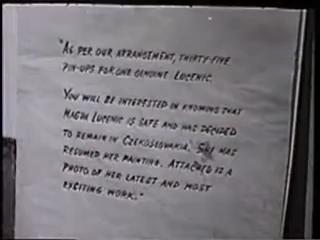 "AS PER OUR ARRANGEMENT, THIRTY-FIVE
PIN-UPS FOR ONE GENUINE LUCENIC.
YOU WILL BE INTERESTED IN KNOWING THAT
MAGDA LUCENIC IS SAFE AND HAS DECIDED
TO REMAIN IN CZEKOSLOVAKIA. SHE HAS
RESUMED HER PAINTING. ATTACHED IS A
PHOTO OF HER LATEST AND MOST
EXCITING WORK."